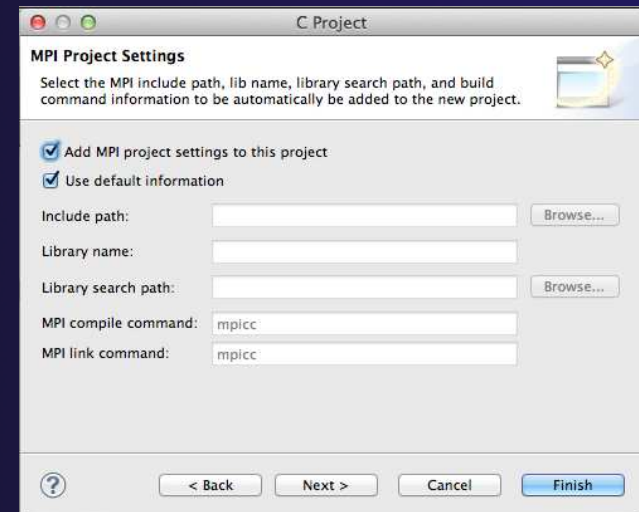 C Project
MPI Project Settings
Select the MPI include path, lib name, library search path, and build
command information to be automatically be added to the new project.
Add MPI project settings to this project
Use default information
Include path:
Browse...
Library name:
Library search path:
Browse...
MPI compile command:
mpicc
MPI link command:
mpicc
?
< Back
Next >
Cancel
Finish